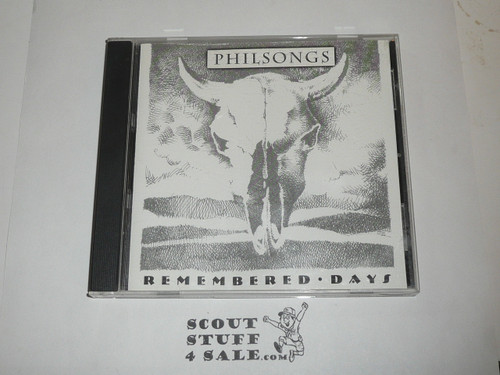 PHILSONGS
REMEMBERED · DAYS
SCOUT
STUFF
4 SALE.com